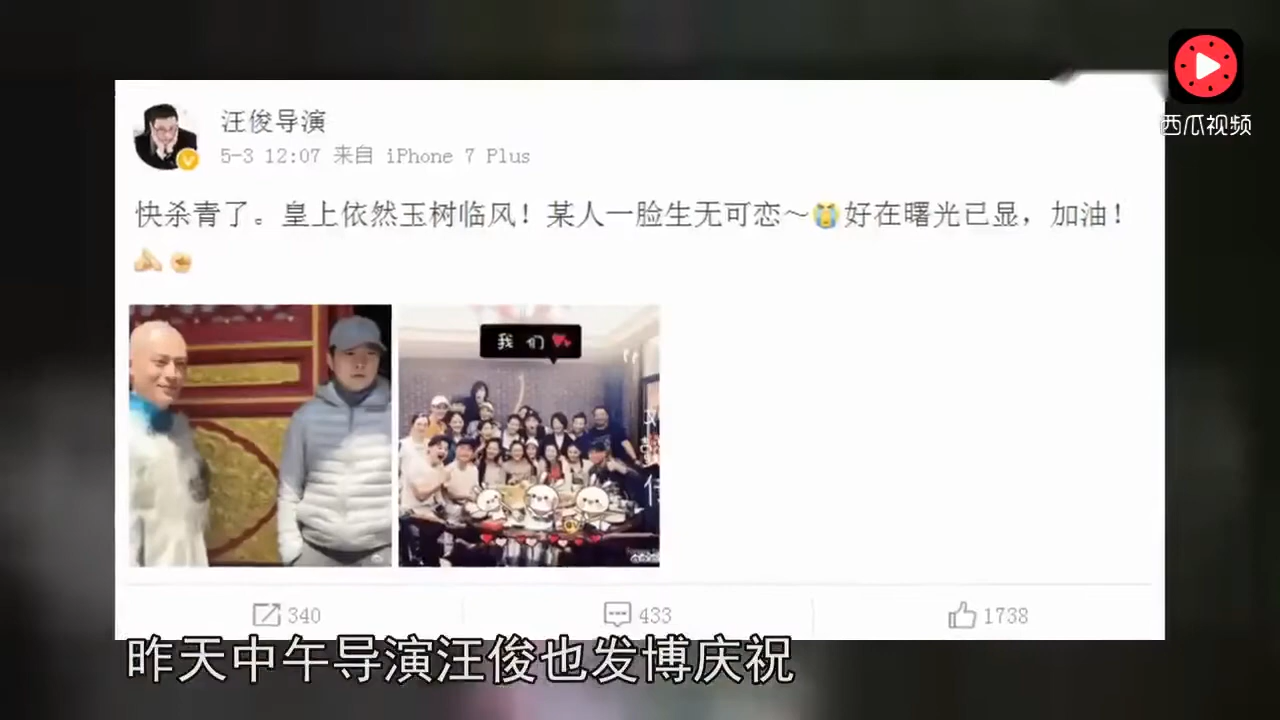 西瓜视频
汪俊导演
5-3 12:07 来自 iPhone 7 Plus
快杀青了。皇上依然玉树临风！某人一脸生无可恋～😭好在曙光已显，加油！
我们
340
433
1738
昨天中午导演汪俊也发博庆祝